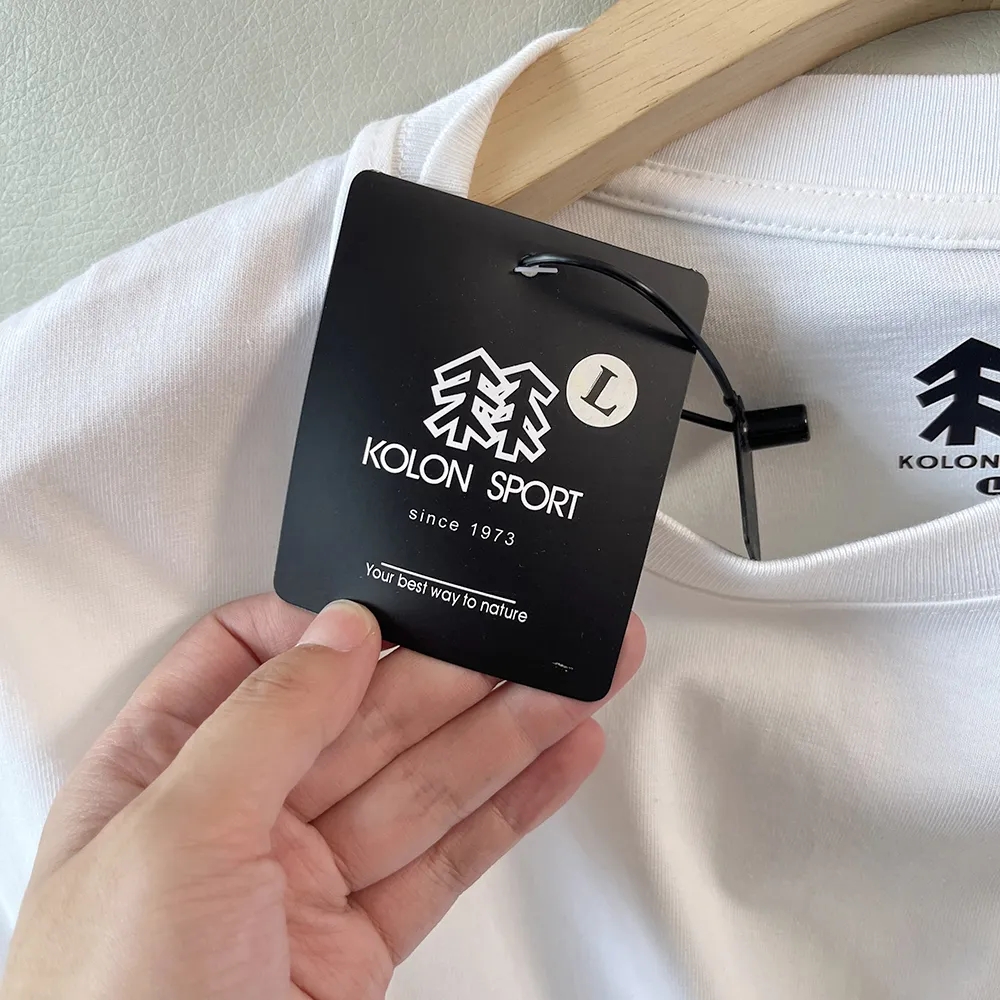 L
KOLON SPORT
since 1973
Your best way to nature
KOLON
L